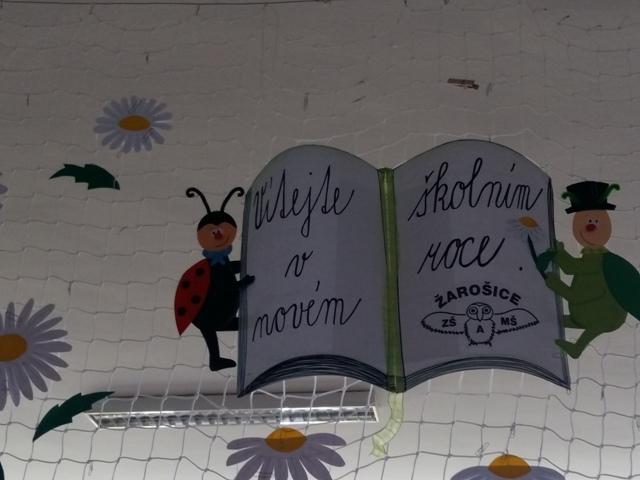 Vítejte
v
novém
školním
roce.
ŽAROŠICE
ZŠ A MŠ